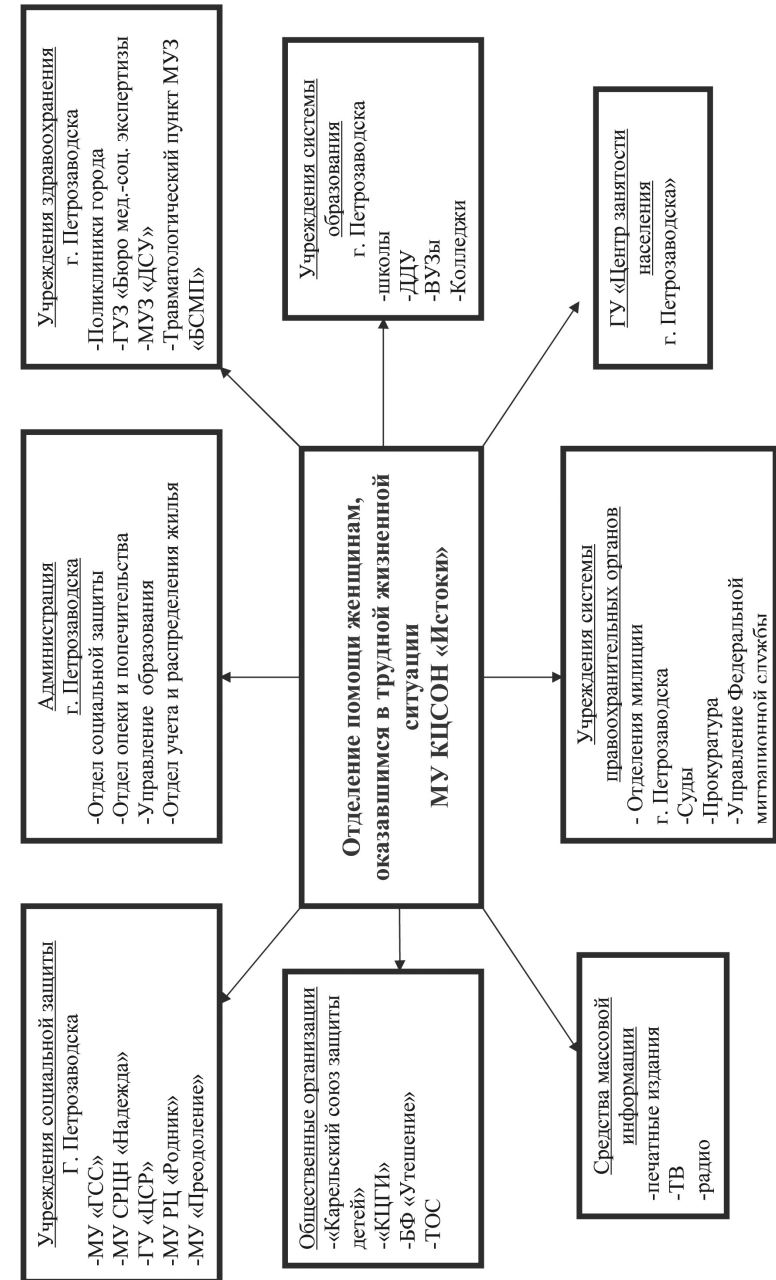 Учреждения социальной защиты
Г. Петрозаводска
-МУ «ГСС»
-МУ СРЦН «Надежда»
-ГУ «ЦСР»
-МУ РЦ «Родник»
-МУ «Преодоление»
Администрация
г. Петрозаводска
-Отдел социальной защиты
-Отдел опеки и попечительства
-Управление образования
-Отдел учета и распределения жилья
Учреждения здравоохранения
г. Петрозаводска
-Поликлиники города
-ГУЗ «Бюро мед.-соц. экспертизы
-МУЗ «ДСУ»
-Травматологический пункт МУЗ
«БСМП»
Общественные организации
-«Карельский союз защиты
детей»
-«КЦГИ»
-БФ «Утешение»
-ТОС
Отделение помощи женщинам,
оказавшимся в трудной жизненной
ситуации
МУ КЦСОН «Истоки»
Учреждения системы
образования
г. Петрозаводска
-школы
-ДДУ
-ВУЗы
-Колледжи
Средства массовой
информации
-печатные издания
-ТВ
-радио
Учреждения системы
правоохранительных органов
- Отделения милиции
г. Петрозаводска
-Суды
-Прокуратура
-Управление Федеральной
миграционной службы
ГУ «Центр занятости
населения
г. Петрозаводска»